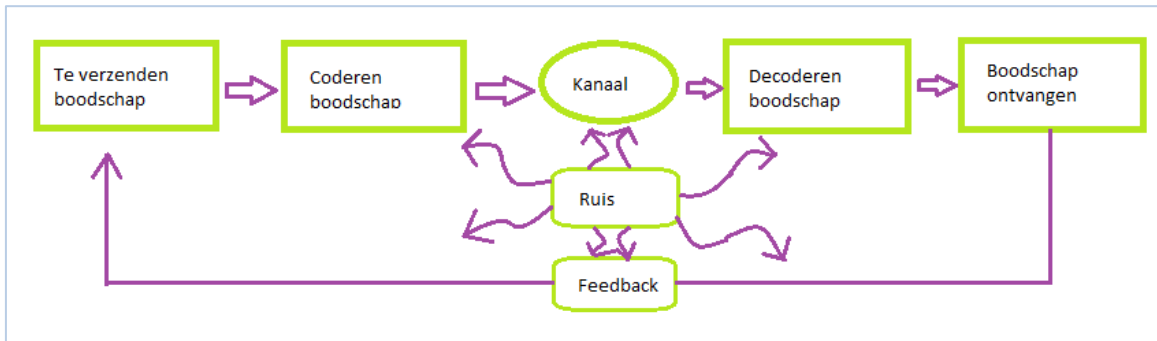 Te verzenden
boodschap
Coderen
boodschap
Kanaal
Decoderen
boodschap
Boodschap
ontvangen
Ruis
Feedback